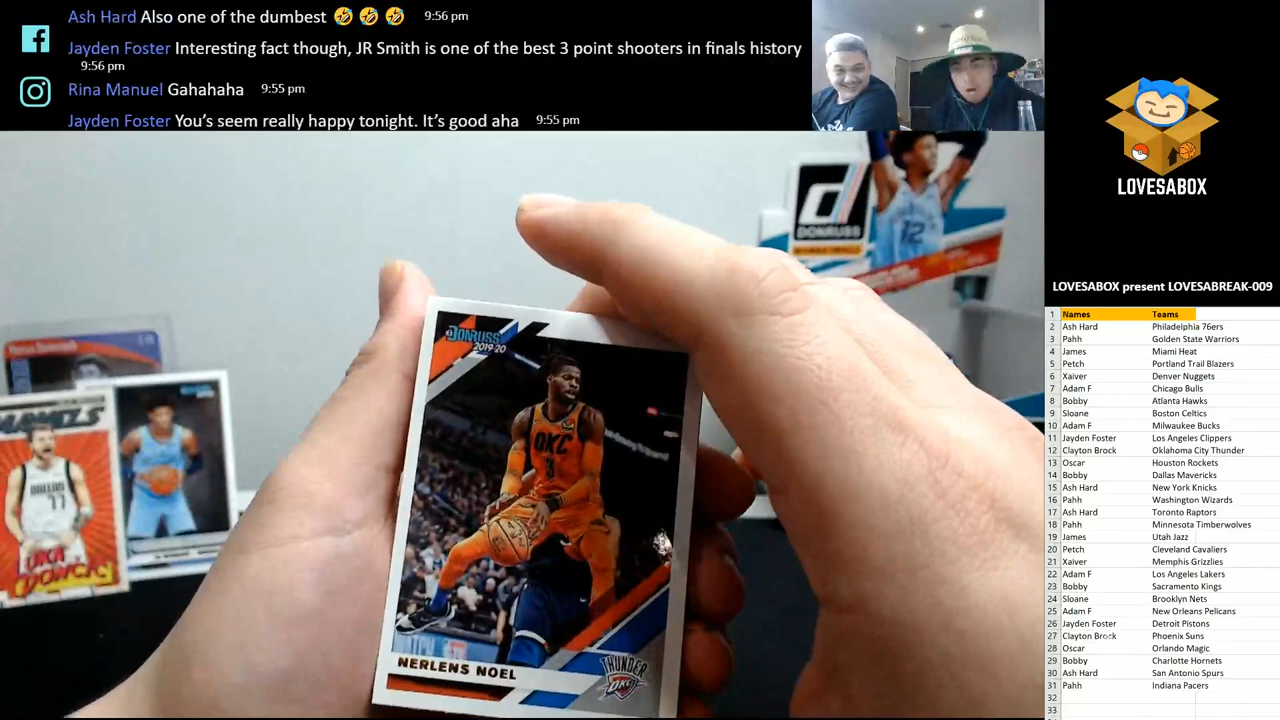 Ash Hard Also one of the dumbest 🤣 🤣 🤣 9:56 pm
Jayden Foster Interesting fact though, JR Smith is one of the best 3 point shooters in finals history
9:56 pm
Rina Manuel Gahahaha 9:55 pm
Jayden Foster You's seem really happy tonight. It's good aha 9:55 pm
LOVESABOX
LOVESABOX present LOVESABREAK-009
1 Names Teams
2 Ash Hard Philadelphia 76ers
3 Pahh Golden State Warriors
4 James Miami Heat
5 Petch Portland Trail Blazers
6 Xaiver Denver Nuggets
7 Adam F Chicago Bulls
8 Bobby Atlanta Hawks
9 Sloane Boston Celtics
10 Adam F Milwaukee Bucks
11 Jayden Foster Los Angeles Clippers
12 Clayton Brock Oklahoma City Thunder
13 Oscar Houston Rockets
14 Bobby Dallas Mavericks
15 Ash Hard New York Knicks
16 Pahh Washington Wizards
17 Ash Hard Toronto Raptors
18 Pahh Minnesota Timberwolves
19 James Utah Jazz
20 Petch Cleveland Cavaliers
21 Xaiver Memphis Grizzlies
22 Adam F Los Angeles Lakers
23 Bobby Sacramento Kings
24 Sloane Brooklyn Nets
25 Adam F New Orleans Pelicans
26 Jayden Foster Detroit Pistons
27 Clayton Brock Phoenix Suns
28 Oscar Orlando Magic
29 Bobby Charlotte Hornets
30 Ash Hard San Antonio Spurs
31 Pahh Indiana Pacers
32
33
d
DONRUSS
12
DONRUSS
2019-20
OKC
3
NERLENS NOEL
THUNDER
OKC
DALLAS
77